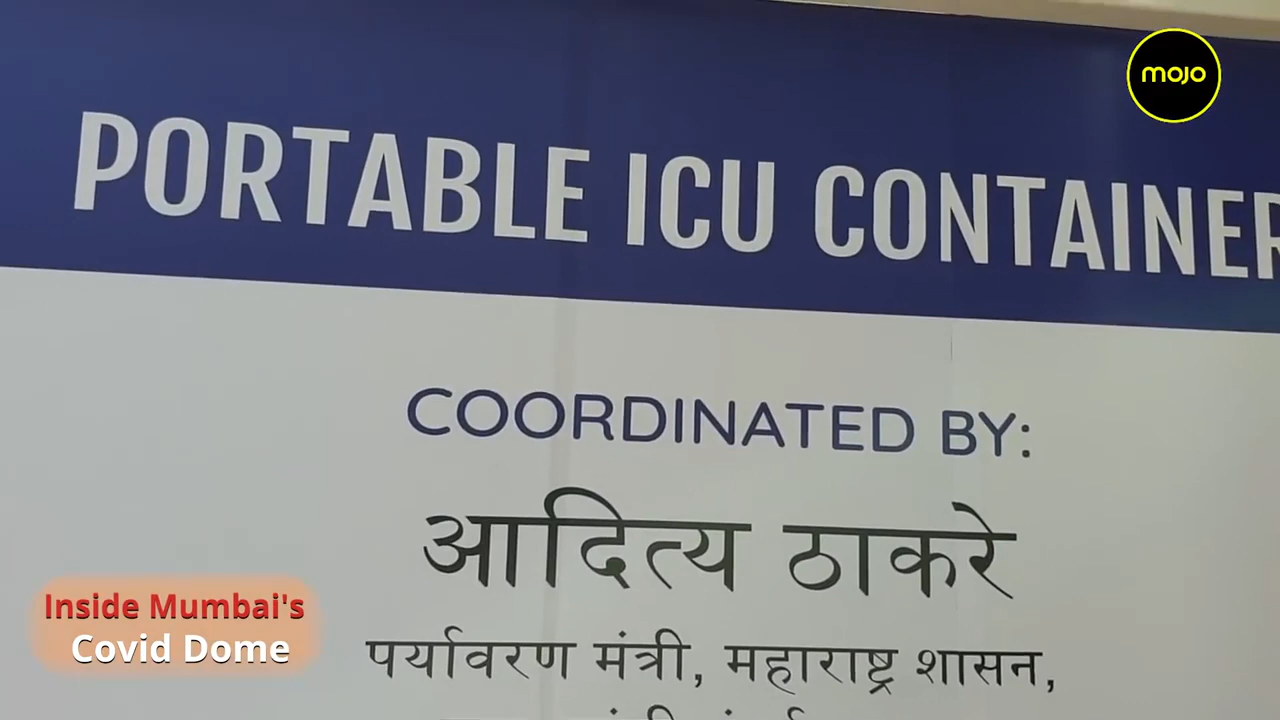 mojo
PORTABLE ICU CONTAINER
COORDINATED BY:
आदित्य ठाकरे
पर्यावरण मंत्री, महाराष्ट्र शासन,
Inside Mumbai's
Covid Dome